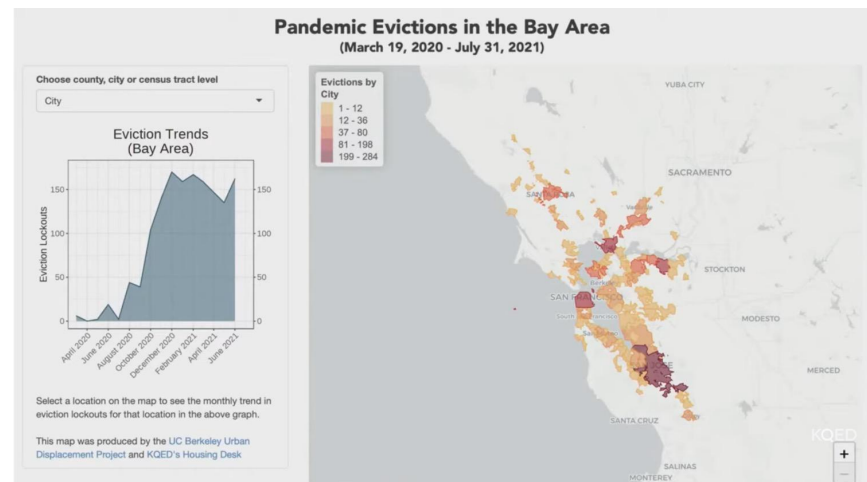 Pandemic Evictions in the Bay Area
(March 19, 2020 - July 31, 2021)
Choose county, city or census tract level
City
Eviction Trends
(Bay Area)
Eviction Lockouts
150
100
50
0
150
100
50
0
April 2020
June 2020
August 2020
October 2020
December 2020
February 2021
April 2021
June 2021
Select a location on the map to see the monthly trend in
eviction lockouts for that location in the above graph.
This map was produced by the UC Berkeley Urban
Displacement Project and KQED's Housing Desk
Evictions by
City
1 - 12
12 - 36
37 - 80
81 - 198
199 - 284
YUBA CITY
SACRAMENTO
STOCKTON
SAN FRANCISCO
MODESTO
MERCED
SANTA CRUZ
SALINAS
MONTEREY
KQED
+
−